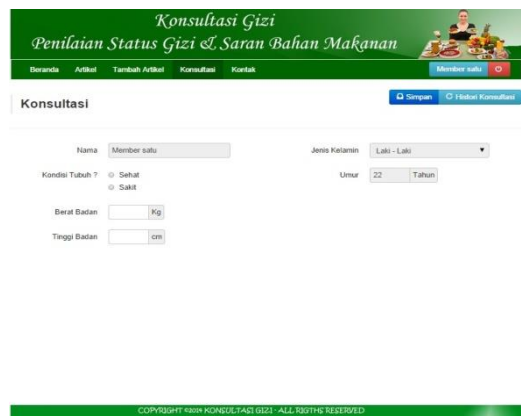 Konsultasi Gizi
Penilaian Status Gizi & Saran Bahan Makanan
Beranda Artikel Tambah Artikel Konsultasi Kontak Member satu
Konsultasi Simpan Histori Konsultasi
Nama Member satu Jenis Kelamin Laki - Laki
Kondisi Tubuh ? Sehat Umur 22 Tahun
Sakit
Berat Badan Kg
Tinggi Badan cm
COPYRIGHT ©2014 KONSULTASI GIZI - ALL RIGTHS RESERVED